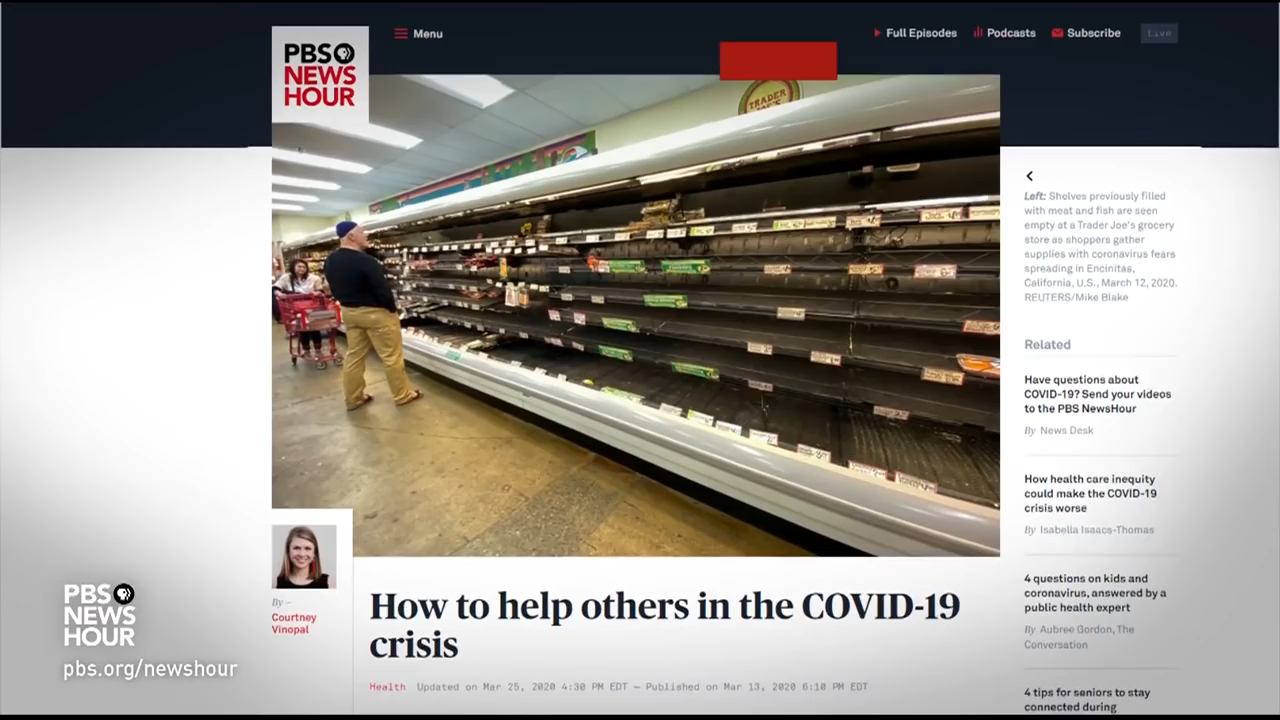 PBS
NEWS
HOUR
Menu
Full Episodes
Podcasts
Subscribe
Live
TRADER
JOE'S
Left: Shelves previously filled
with meat and fish are seen
empty at a Trader Joe's grocery
store as shoppers gather
supplies with coronavirus fears
spreading in Encinitas,
California, U.S., March 12, 2020.
REUTERS/Mike Blake
Related
Have questions about
COVID-19? Send your videos
to the PBS NewsHour
By News Desk
How health care inequity
could make the COVID-19
crisis worse
By Isabella Isaacs-Thomas
4 questions on kids and
coronavirus, answered by a
public health expert
By Aubree Gordon, The
Conversation
4 tips for seniors to stay
connected during
By –
Courtney
Vinopal
How to help others in the COVID-19
crisis
Health Updated on Mar 25, 2020 4:30 PM EDT — Published on Mar 13, 2020 6:10 PM EDT
PBS
NEWS
HOUR
pbs.org/newshour